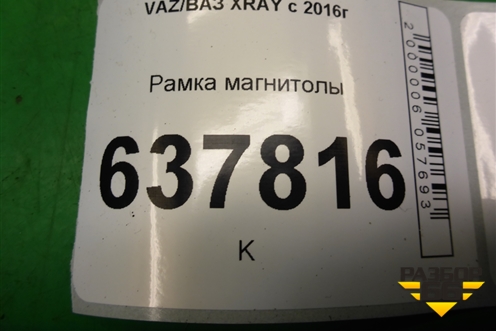 VAZ/ВАЗ XRAY с 2016г
Рамка магнитолы
637816
К
2000006057693
РАЗБОР